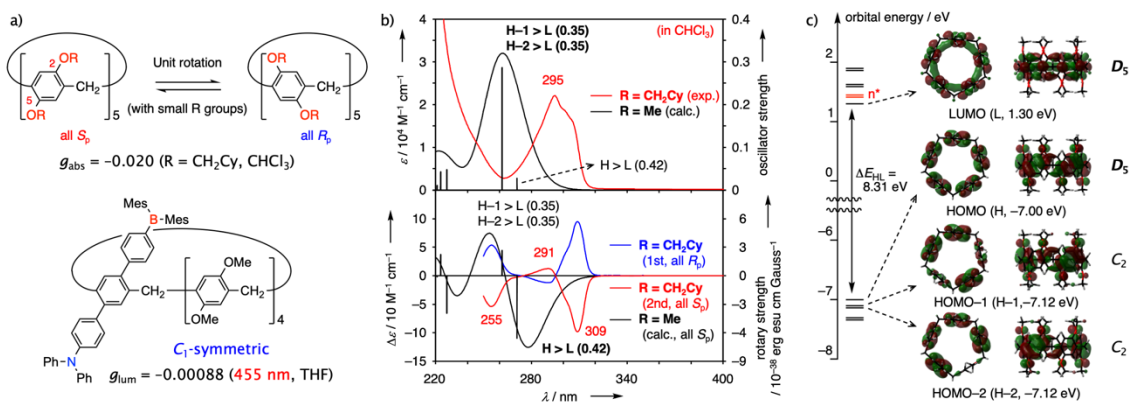 a)
OR
2
CH2
5
OR
5
all Sp
Unit rotation
(with small R groups)
OR
CH2
OR
5
all Rp
gabs = –0.020 (R = CH2Cy, CHCl3)
Mes
B–Mes
OMe
CH2
CH2
OMe
4
Ph–N
Ph
C1-symmetric
glum = –0.00088 (455 nm, THF)
b)
H–1 > L (0.35)
H–2 > L (0.35)
(in CHCl3)
295
R = CH2Cy (exp.)
R = Me (calc.)
H > L (0.42)
ε / 10⁴ M⁻¹ cm⁻¹
4
3
2
1
0
oscillator strength
0.4
0.3
0.2
0.1
0
H–1 > L (0.35)
H–2 > L (0.35)
291
R = CH2Cy
(1st, all Rp)
R = CH2Cy
(2nd, all Sp)
R = Me
(calc., all Sp)
255
309
H > L (0.42)
Δε / 10 M⁻¹ cm⁻¹
10
5
0
–5
–10
–15
rotary strength
/ 10⁻³⁸ erg esu cm Gauss⁻¹
6
3
0
–3
–6
–9
220 280 340 400
λ / nm
c)
orbital energy / eV
2
1
0
–1
–6
–7
–8
n*
ΔEHL =
8.31 eV
D5
LUMO (L, 1.30 eV)
D5
HOMO (H, –7.00 eV)
C2
HOMO–1 (H–1,–7.12 eV)
C2
HOMO–2 (H–2, –7.12 eV)